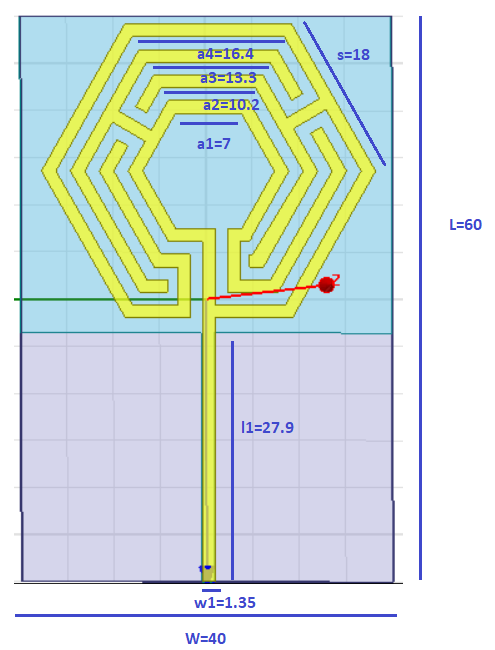 s=18
a4=16.4
a3=13.3
a2=10.2
a1=7
L=60
Z
l1=27.9
1
w1=1.35
W=40